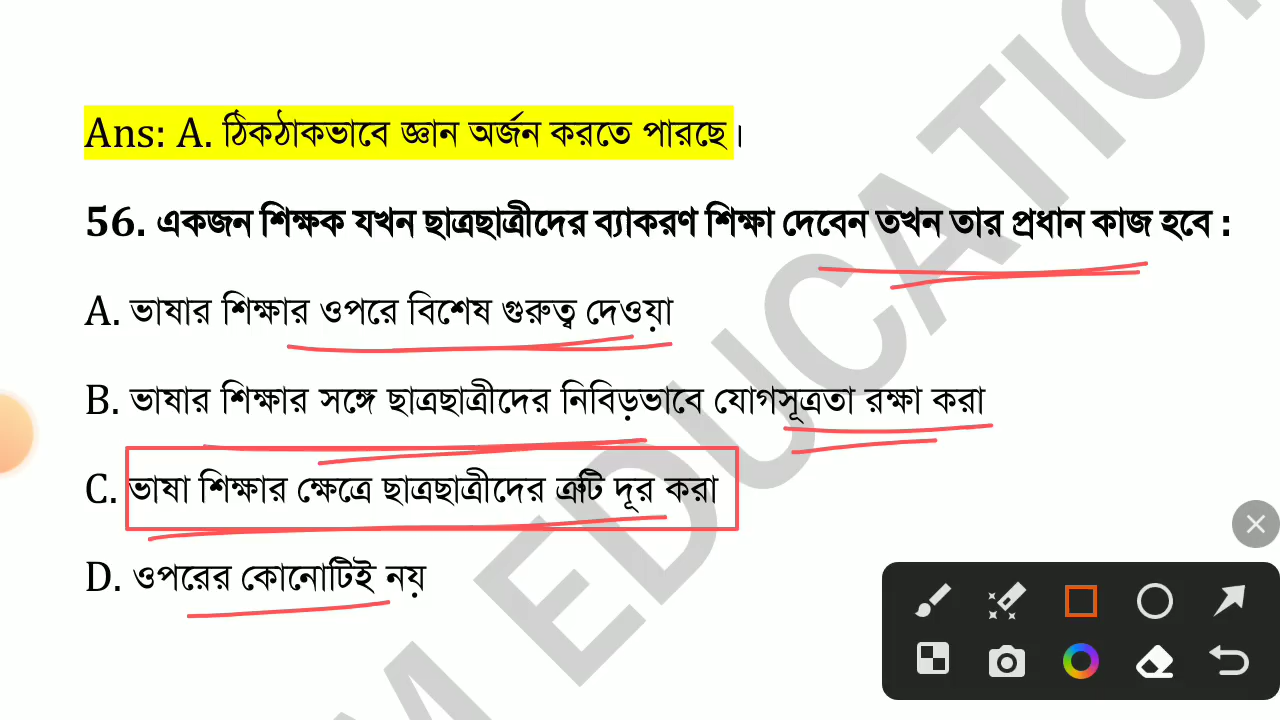 Ans: A. ঠিকঠাকভাবে জ্ঞান অর্জন করতে পারছে।
56. একজন শিক্ষক যখন ছাত্রছাত্রীদের ব্যাকরণ শিক্ষা দেবেন তখন তার প্রধান কাজ হবে :
A. ভাষার শিক্ষার ওপরে বিশেষ গুরুত্ব দেওয়া
B. ভাষার শিক্ষার সঙ্গে ছাত্রছাত্রীদের নিবিড়ভাবে যোগসূত্রতা রক্ষা করা
C. ভাষা শিক্ষার ক্ষেত্রে ছাত্রছাত্রীদের ত্রুটি দূর করা
D. ওপরের কোনোটিই নয়
M EDUCATION